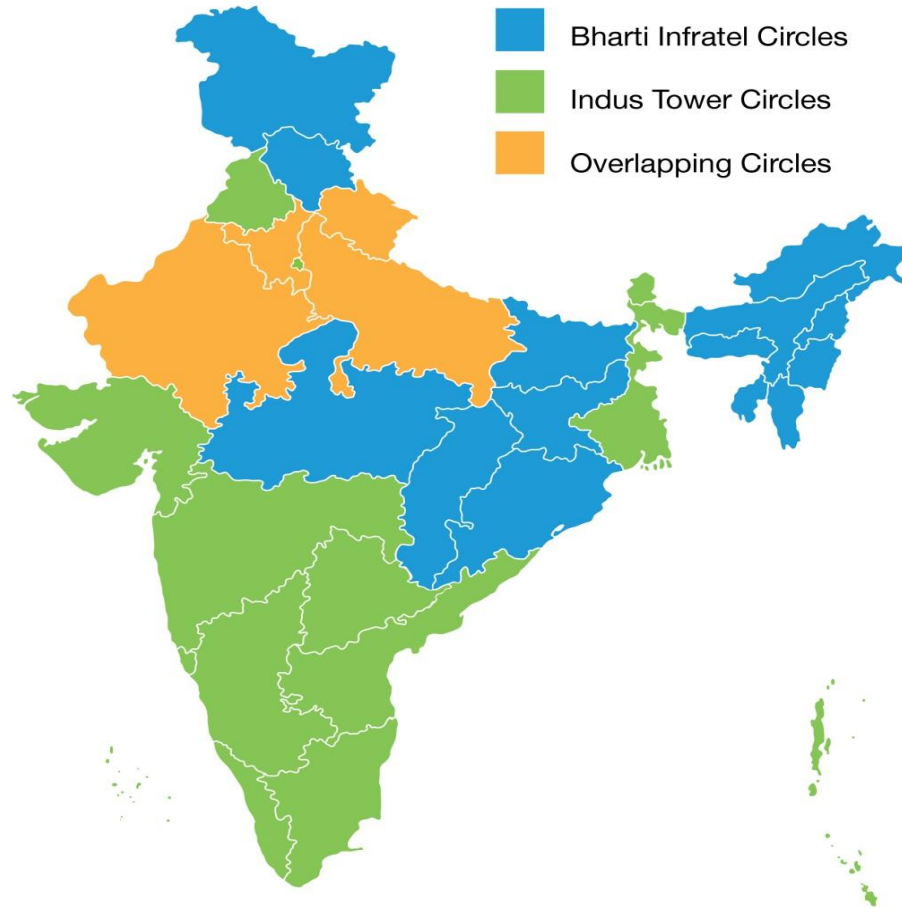 Bharti Infratel Circles
Indus Tower Circles
Overlapping Circles